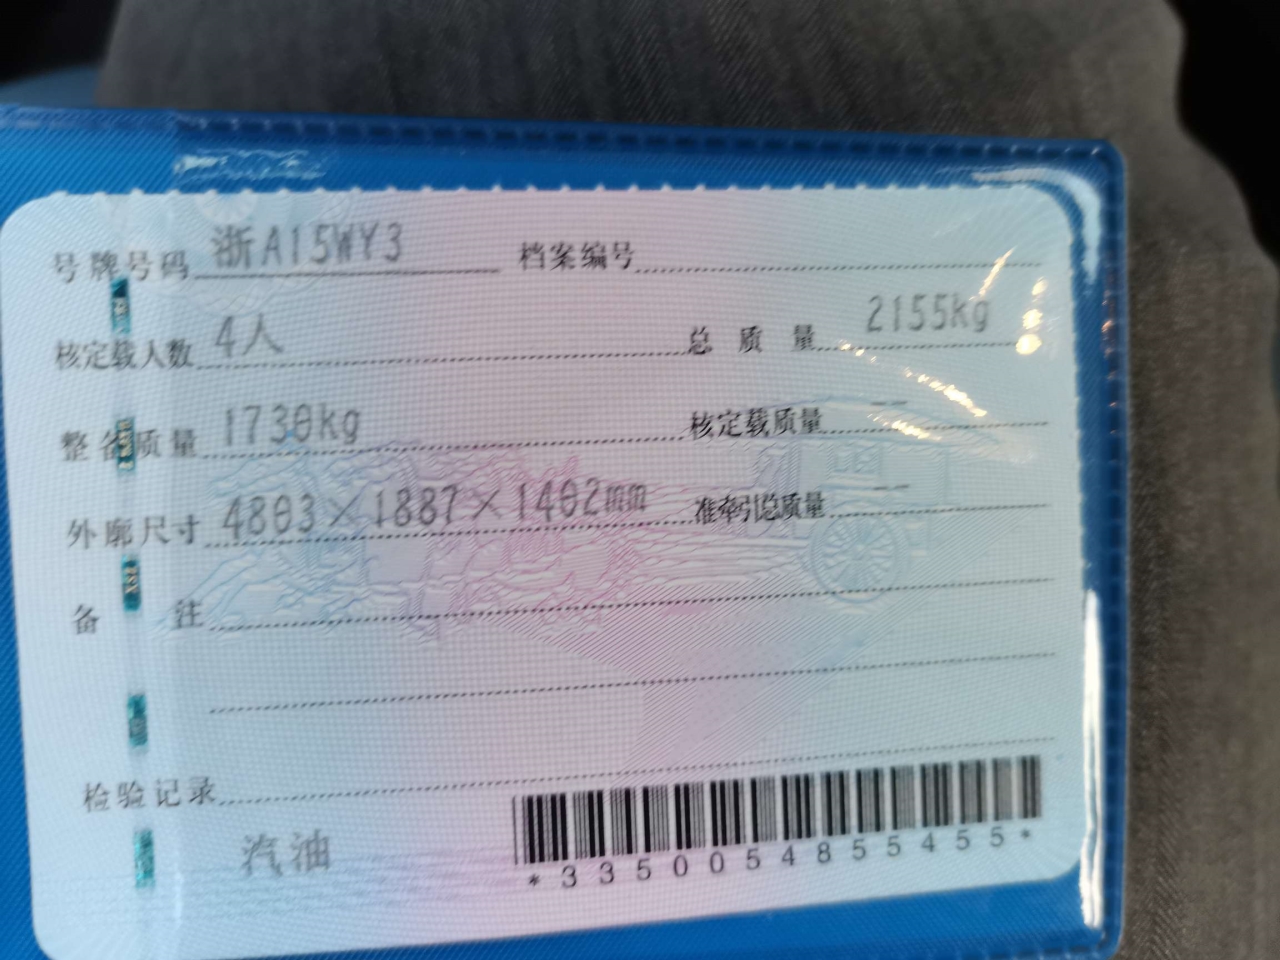 号牌号码 浙A15WY3 档案编号
核定载人数 4人 总质量 2155kg
整备质量 1730kg 核定载质量 --
外廓尺寸 4803×1887×1402mm 准牵引总质量 --
备注
检验记录
汽油
*3350054855455*